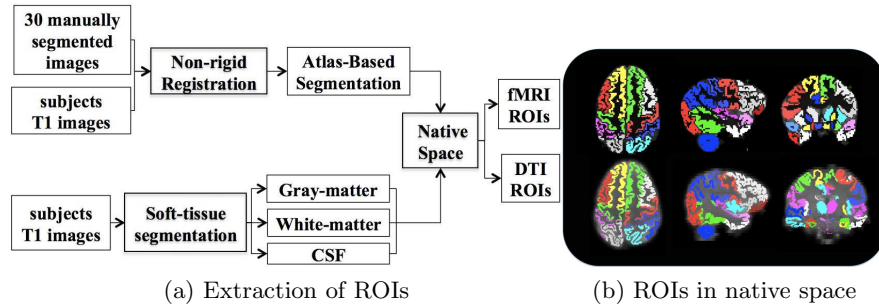 30 manually
segmented
images
subjects
T1 images
Non-rigid
Registration
Atlas-Based
Segmentation
Native
Space
fMRI
ROIs
DTI
ROIs
subjects
T1 images
Soft-tissue
segmentation
Gray-matter
White-matter
CSF
(a) Extraction of ROIs
(b) ROIs in native space